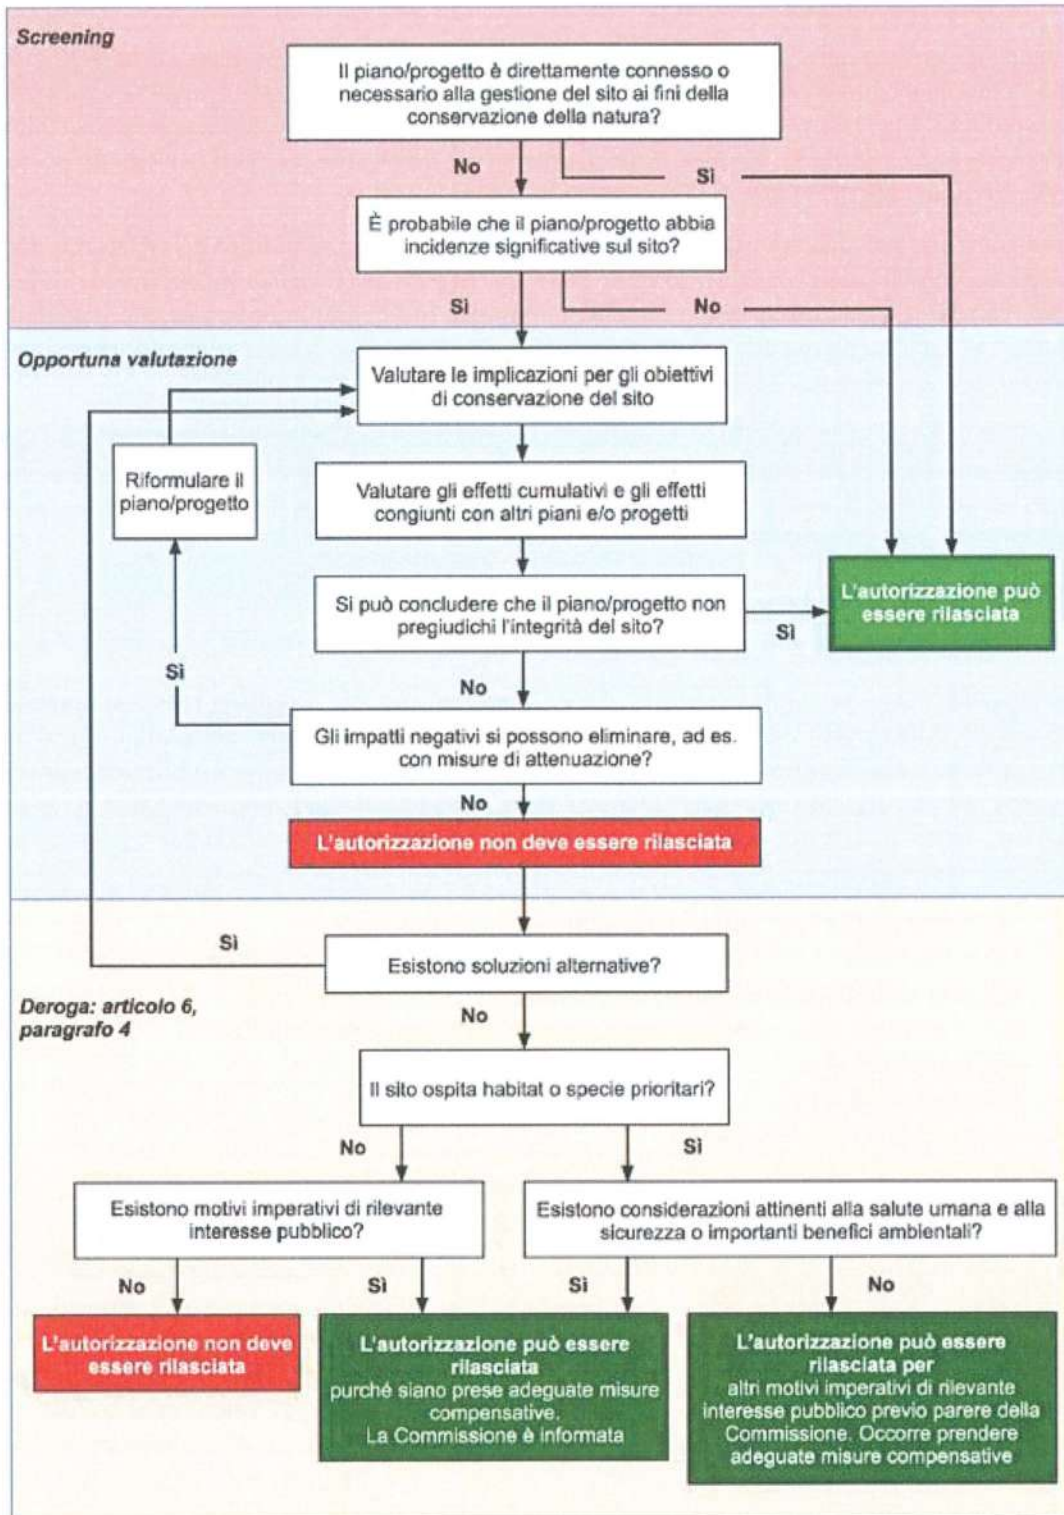 Screening
Il piano/progetto è direttamente connesso o
necessario alla gestione del sito ai fini della
conservazione della natura?
No
Sì
È probabile che il piano/progetto abbia
incidenze significative sul sito?
Sì
No
Opportuna valutazione
Valutare le implicazioni per gli obiettivi
di conservazione del sito
Riformulare il
piano/progetto
Valutare gli effetti cumulativi e gli effetti
congiunti con altri piani e/o progetti
L'autorizzazione può
essere rilasciata
Si può concludere che il piano/progetto non
pregiudichi l'integrità del sito?
Sì
Sì
No
Gli impatti negativi si possono eliminare, ad es.
con misure di attenuazione?
No
L'autorizzazione non deve essere rilasciata
Sì
Esistono soluzioni alternative?
Deroga: articolo 6,
paragrafo 4
No
Il sito ospita habitat o specie prioritari?
No
Sì
Esistono motivi imperativi di rilevante
interesse pubblico?
Esistono considerazioni attinenti alla salute umana e alla
sicurezza o importanti benefici ambientali?
No
Sì
Sì
No
L'autorizzazione non deve
essere rilasciata
L'autorizzazione può essere
rilasciata
purché siano prese adeguate misure
compensative.
La Commissione è informata
L'autorizzazione può essere
rilasciata per
altri motivi imperativi di rilevante
interesse pubblico previo parere della
Commissione. Occorre prendere
adeguate misure compensative